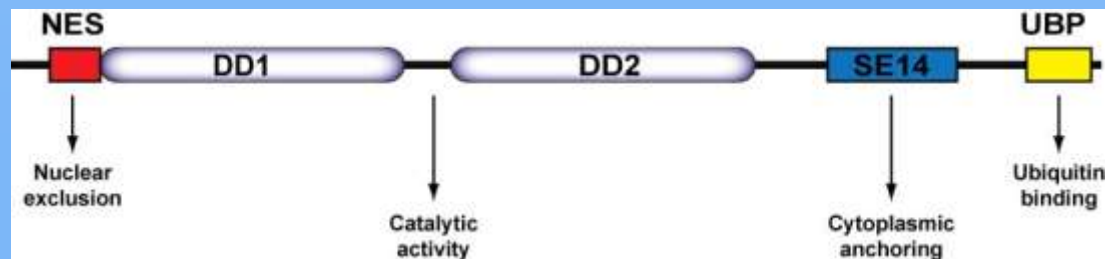 NES
UBP
DD1
DD2
SE14
Nuclear
exclusion
Catalytic
activity
Cytoplasmic
anchoring
Ubiquitin
binding